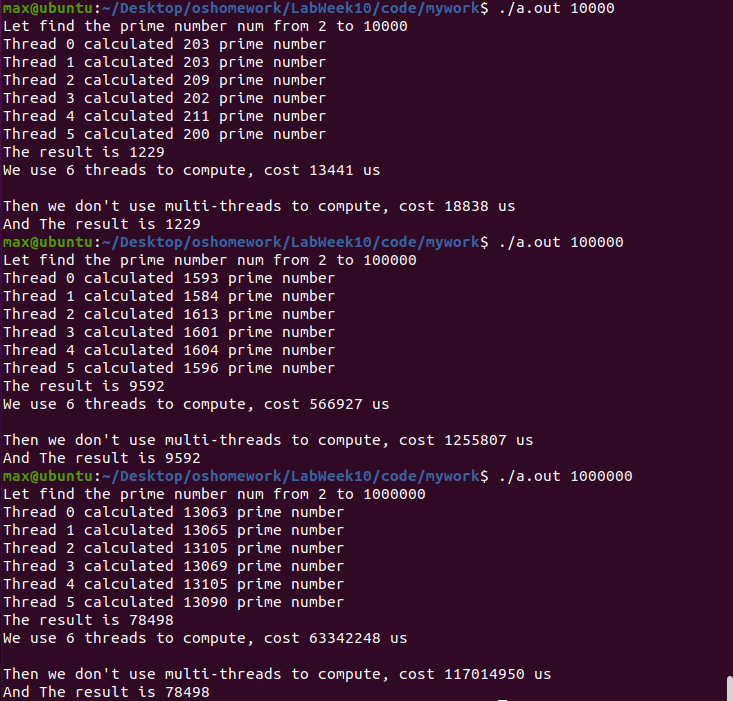 max@ubuntu:~/Desktop/oshomework/LabWeek10/code/mywork$ ./a.out 10000
Let find the prime number num from 2 to 10000
Thread 0 calculated 203 prime number
Thread 1 calculated 203 prime number
Thread 2 calculated 209 prime number
Thread 3 calculated 202 prime number
Thread 4 calculated 211 prime number
Thread 5 calculated 200 prime number
The result is 1229
We use 6 threads to compute, cost 13441 us

Then we don't use multi-threads to compute, cost 18838 us
And The result is 1229
max@ubuntu:~/Desktop/oshomework/LabWeek10/code/mywork$ ./a.out 100000
Let find the prime number num from 2 to 100000
Thread 0 calculated 1593 prime number
Thread 1 calculated 1584 prime number
Thread 2 calculated 1613 prime number
Thread 3 calculated 1601 prime number
Thread 4 calculated 1604 prime number
Thread 5 calculated 1596 prime number
The result is 9592
We use 6 threads to compute, cost 566927 us

Then we don't use multi-threads to compute, cost 1255807 us
And The result is 9592
max@ubuntu:~/Desktop/oshomework/LabWeek10/code/mywork$ ./a.out 1000000
Let find the prime number num from 2 to 1000000
Thread 0 calculated 13063 prime number
Thread 1 calculated 13065 prime number
Thread 2 calculated 13105 prime number
Thread 3 calculated 13069 prime number
Thread 4 calculated 13105 prime number
Thread 5 calculated 13090 prime number
The result is 78498
We use 6 threads to compute, cost 63342248 us

Then we don't use multi-threads to compute, cost 117014950 us
And The result is 78498